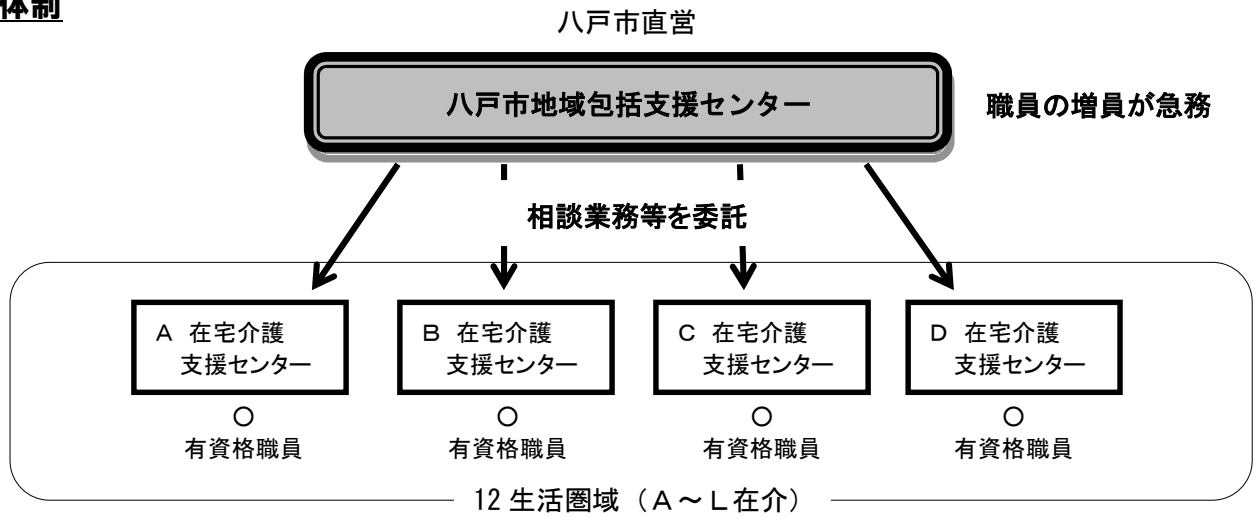 体制
八戸市直営
八戸市地域包括支援センター
職員の増員が急務
相談業務等を委託
A 在宅介護
支援センター
B 在宅介護
支援センター
C 在宅介護
支援センター
D 在宅介護
支援センター
○
有資格職員
○
有資格職員
○
有資格職員
○
有資格職員
12生活圏域（A～L在介）